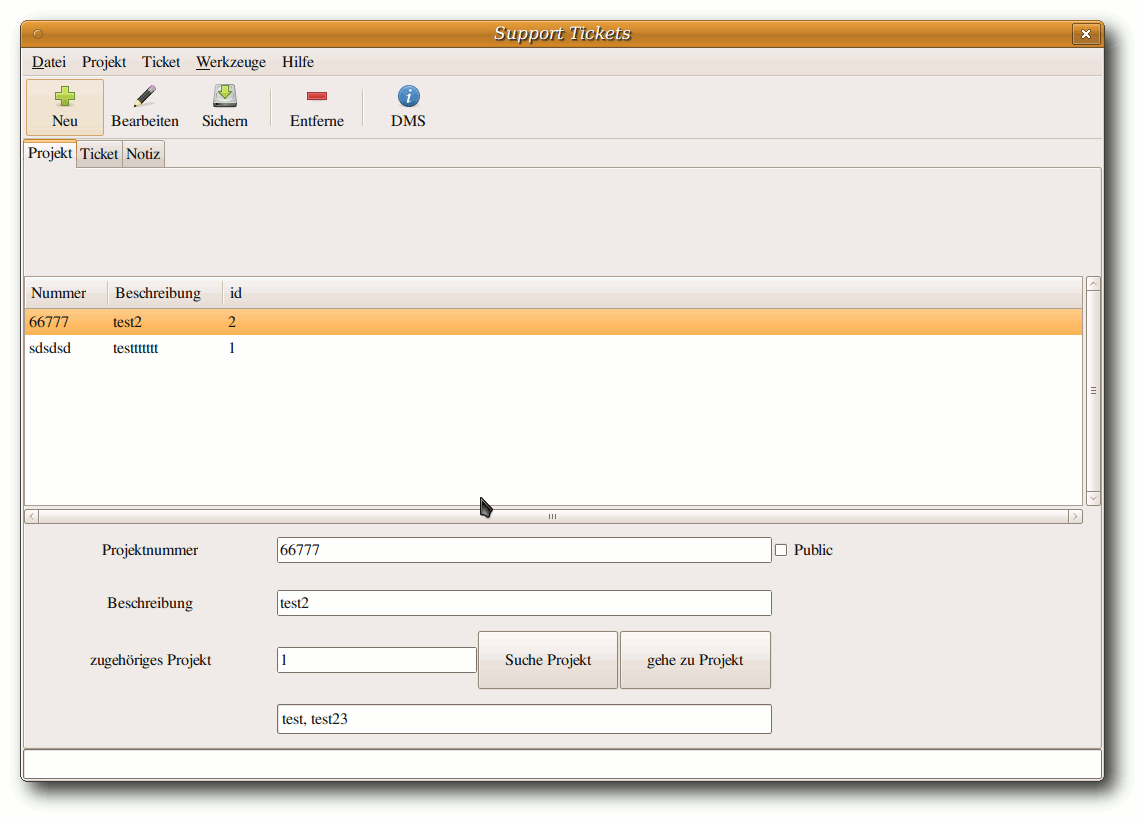 Support Tickets
Datei Projekt Ticket Werkzeuge Hilfe
Neu Bearbeiten Sichern Entferne DMS
Projekt Ticket Notiz
Nummer Beschreibung id
66777 test2 2
sdsdsd testtttttt 1
Projektnummer 66777 Public
Beschreibung test2
zugehöriges Projekt 1 Suche Projekt gehe zu Projekt
test, test23